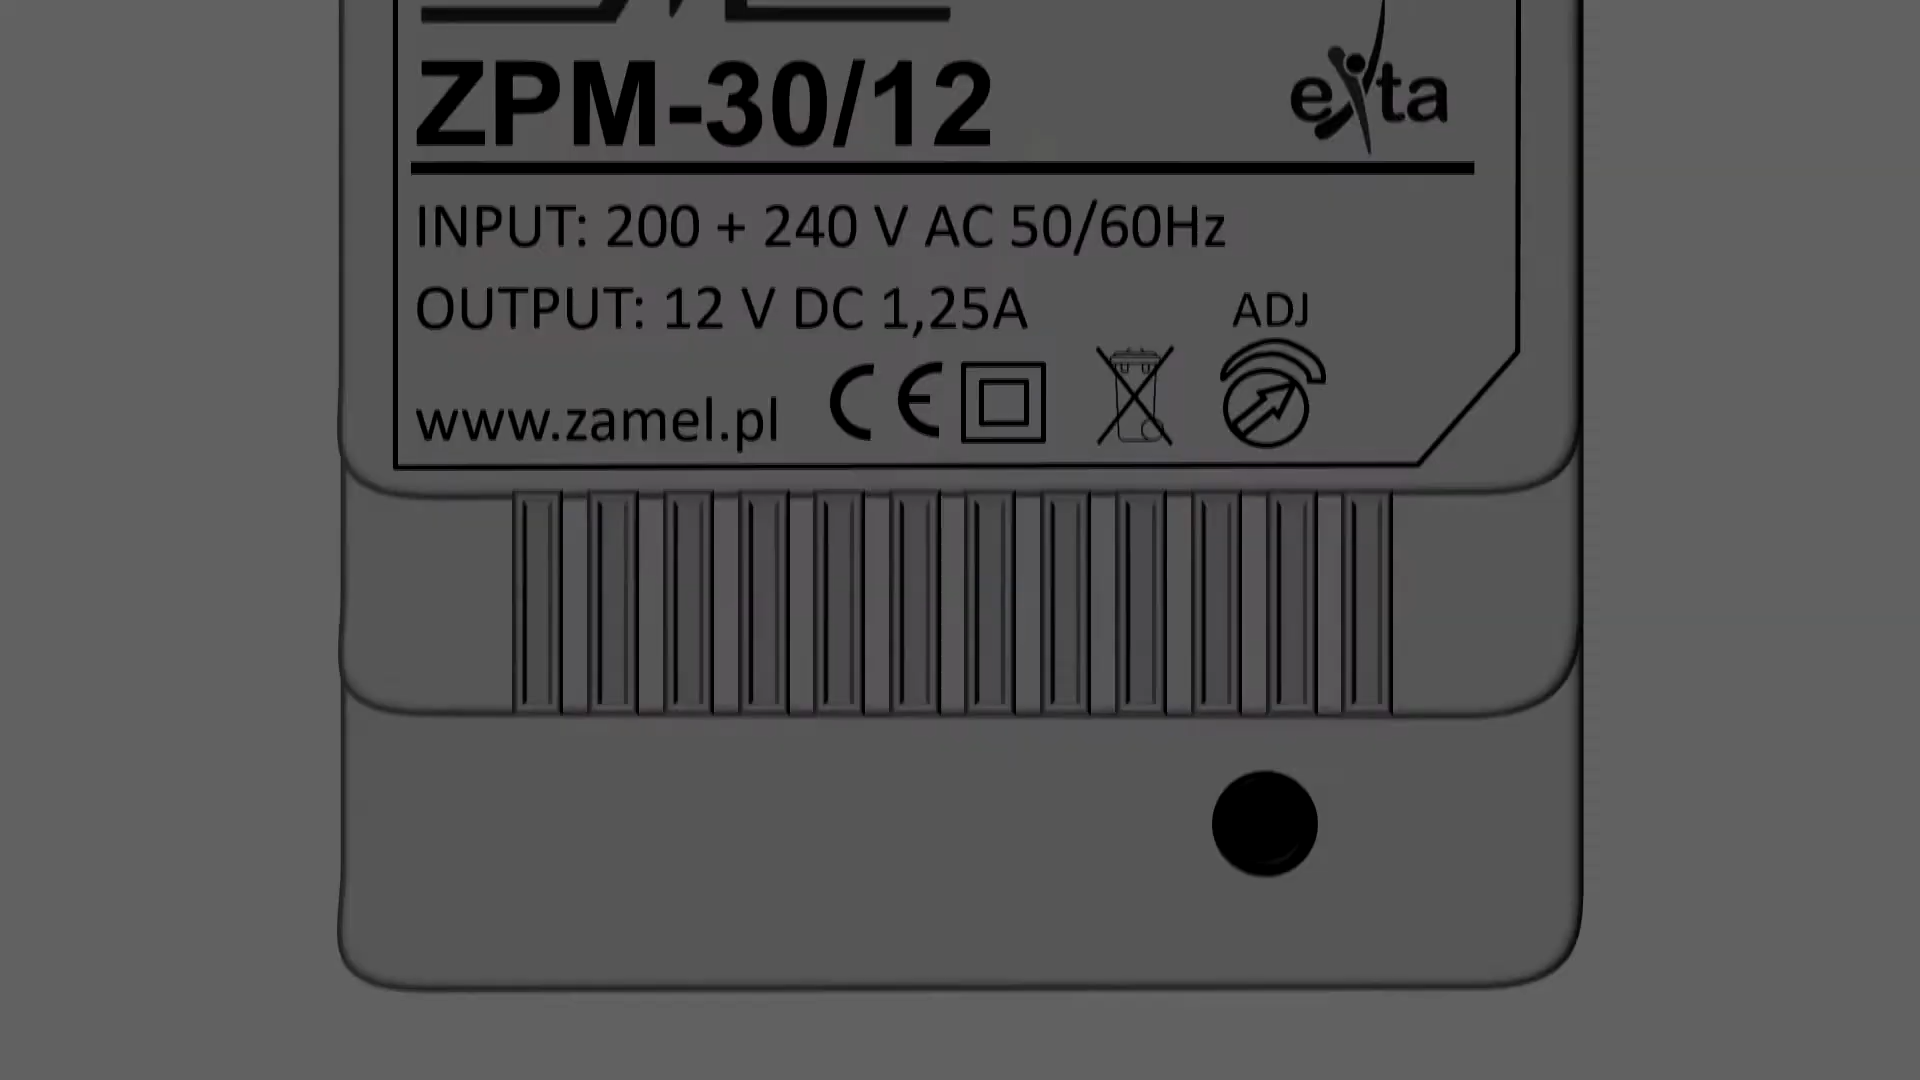 ZPM-30/12
exta
INPUT: 200 + 240 V AC 50/60Hz
OUTPUT: 12 V DC 1,25A
ADJ
www.zamel.pl CE